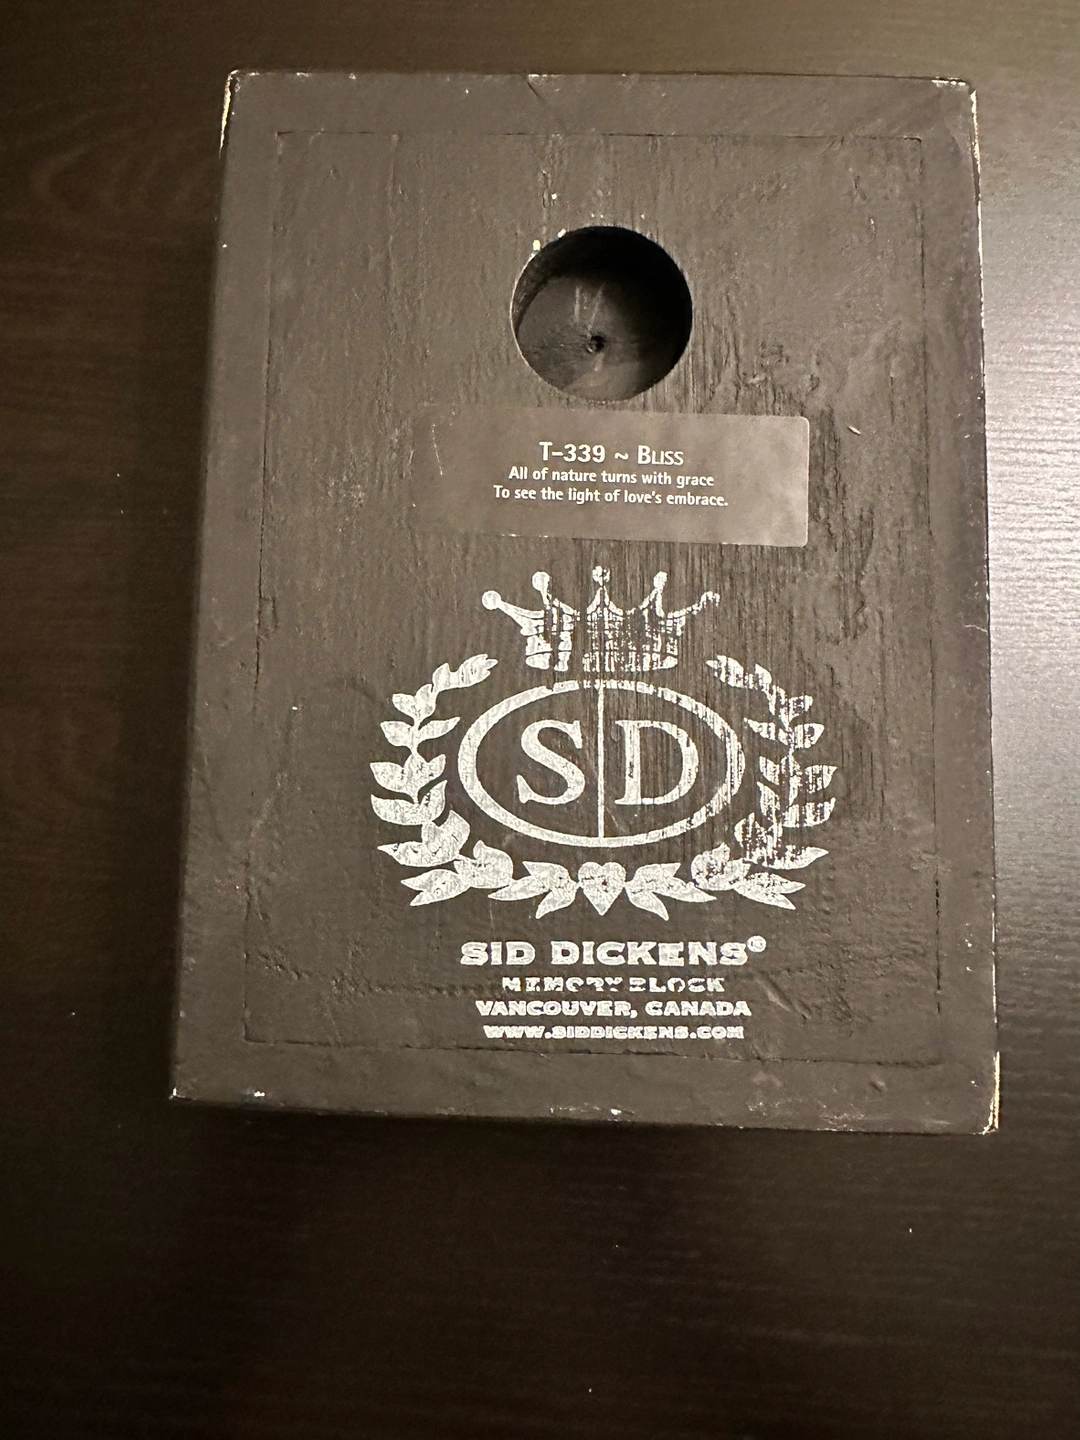 T-339 ~ BLISS
All of nature turns with grace
To see the light of love's embrace.
SD
SID DICKENS®
MEMORY BLOCK
VANCOUVER, CANADA
WWW.SIDDICKENS.COM